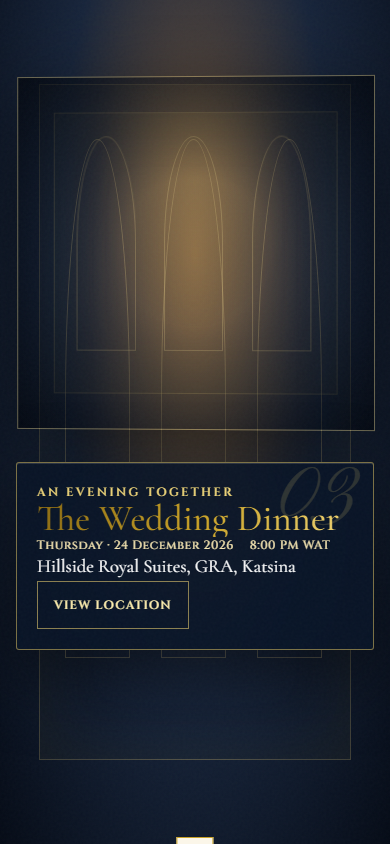 03
AN EVENING TOGETHER
The Wedding Dinner
THURSDAY · 24 DECEMBER 2026 8:00 PM WAT
Hillside Royal Suites, GRA, Katsina
VIEW LOCATION